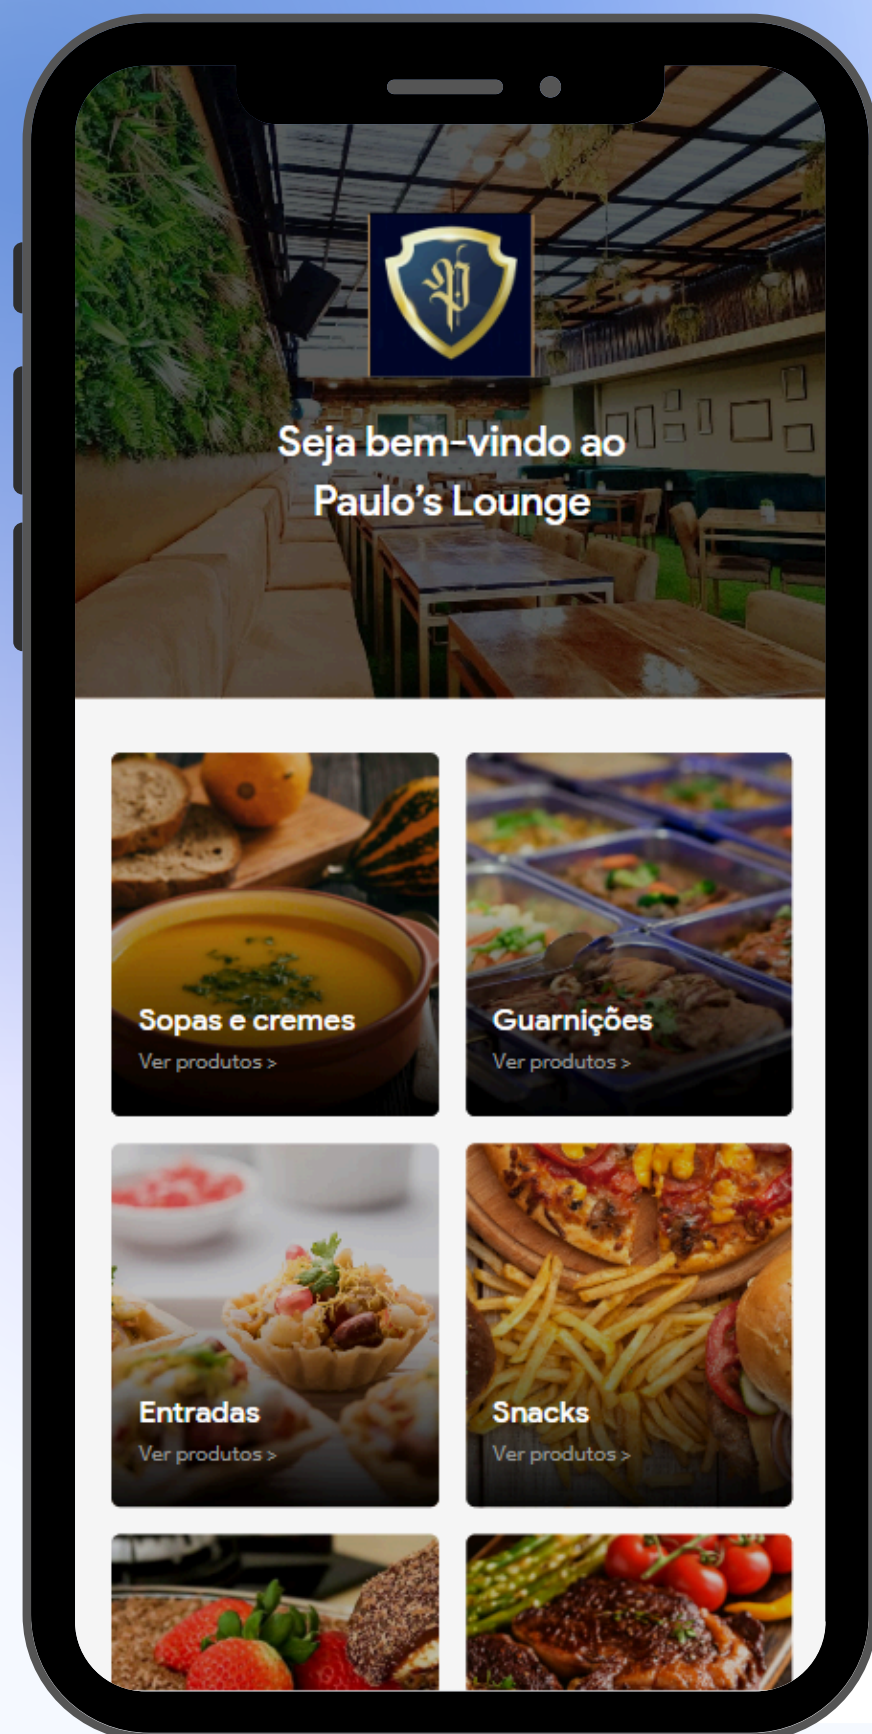 P
Seja bem-vindo ao
Paulo’s Lounge
Sopas e cremes
Ver produtos >
Guarnições
Ver produtos >
Entradas
Ver produtos >
Snacks
Ver produtos >